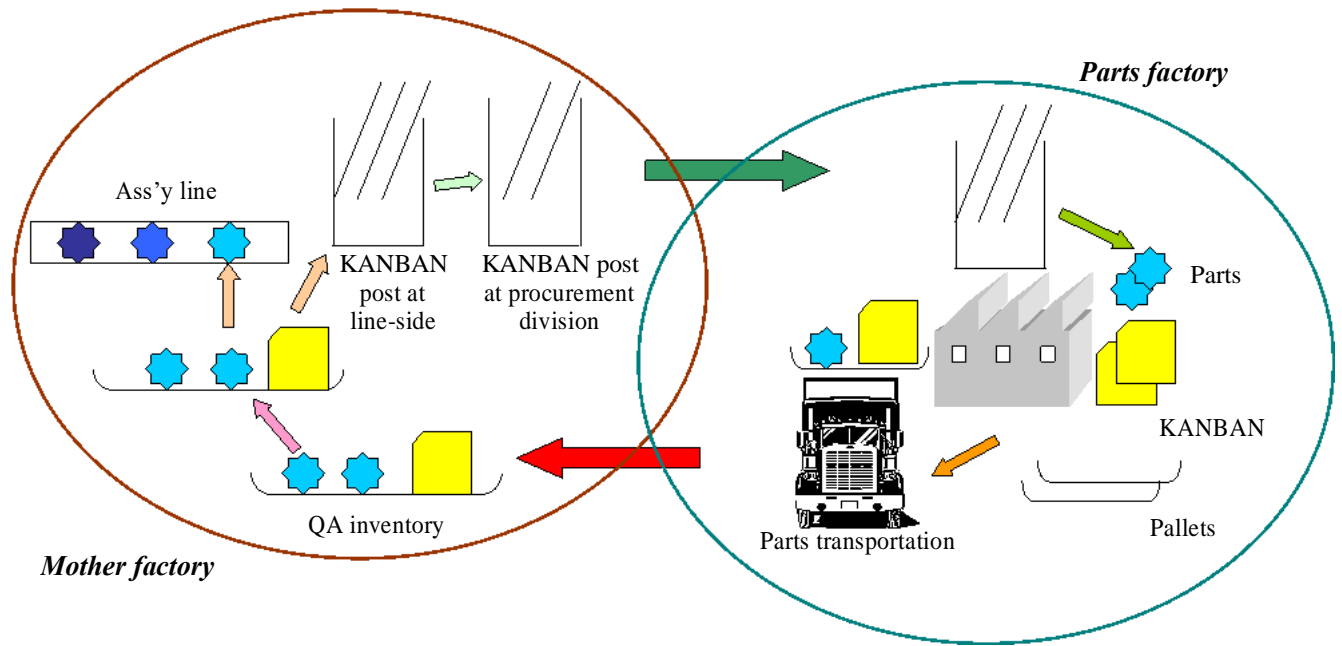 Parts factory
Ass'y line
KANBAN
post at
line-side
KANBAN post
at procurement
division
Parts
KANBAN
QA inventory
Parts transportation
Pallets
Mother factory